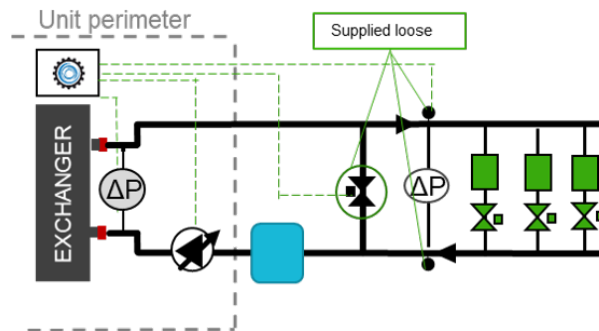 Unit perimeter
Supplied loose
EXCHANGER
ΔP
ΔP